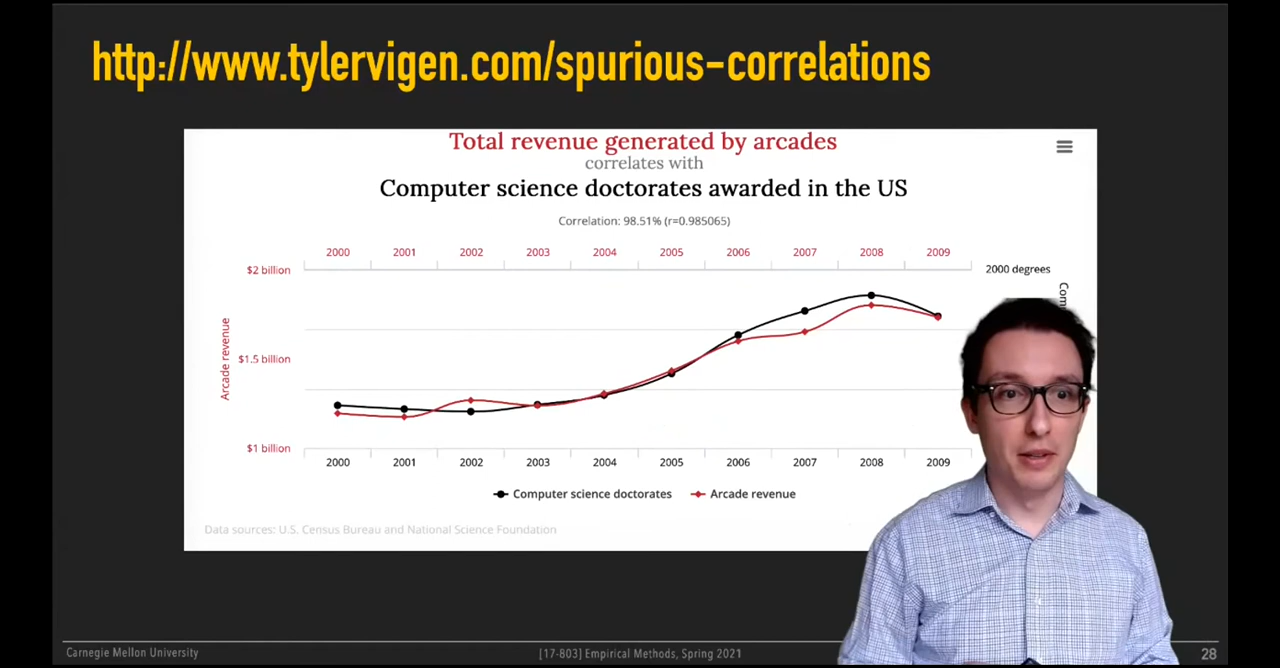 http://www.tylervigen.com/spurious-correlations
Total revenue generated by arcades
correlates with
Computer science doctorates awarded in the US
Correlation: 98.51% (r=0.985065)
2000 2001 2002 2003 2004 2005 2006 2007 2008 2009
$2 billion
2000 degrees
Com
Arcade revenue
$1.5 billion
$1 billion
2000 2001 2002 2003 2004 2005 2006 2007 2008 2009
Computer science doctorates Arcade revenue
Data sources: U.S. Census Bureau and National Science Foundation
Carnegie Mellon University [17-803] Empirical Methods, Spring 2021 28